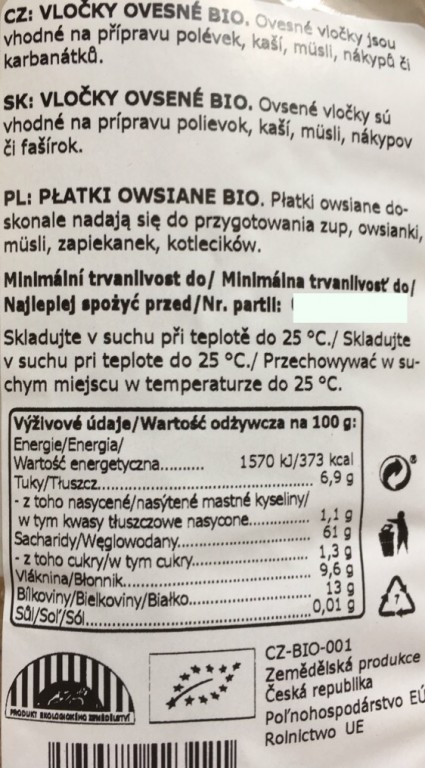 CZ: VLOČKY OVESNÉ BIO. Ovesné vločky jsou
vhodné na přípravu polévek, kaší, müsli, nákypů či
karbanátků.
SK: VLOČKY OVSENÉ BIO. Ovsené vločky sú
vhodné na prípravu polievok, kaší, müsli, nákypov
či fašírok.
PL: PŁATKI OWSIANE BIO. Płatki owsiane do-
skonale nadają się do przygotowania zup, owsianki,
müsli, zapiekanek, kotlecików.
Minimální trvanlivost do/ Minimálna trvanlivosť do/
Najlepiej spożyć przed/Nr. partii:
Skladujte v suchu při teplotě do 25 °C./ Skladujte
v suchu pri teplote do 25 °C./ Przechowywać w su-
chym miejscu w temperaturze do 25 °C.
Výživové údaje/Wartość odżywcza na 100 g:
Energie/Energia/
Wartość energetyczna.......... 1570 kJ/373 kcal
Tuky/Tłuszcz.......... 6,9 g
- z toho nasycené/nasýtené mastné kyseliny/
w tym kwasy tłuszczowe nasycone.......... 1,1 g
Sacharidy/Węglowodany.......... 61 g
- z toho cukry/w tym cukry.......... 1,3 g
Vláknina/Błonnik.......... 9,6 g
Bílkoviny/Bielkoviny/Białko.......... 13 g
Sůl/Soľ/Sól.......... 0,01 g
7
CZ-BIO-001
Zemědělská produkce
Česká republika
Poľnohospodárstvo EÚ
Rolnictwo UE
PRODUKT EKOLOGICKÉHO ZEMĚDĚLSTVÍ